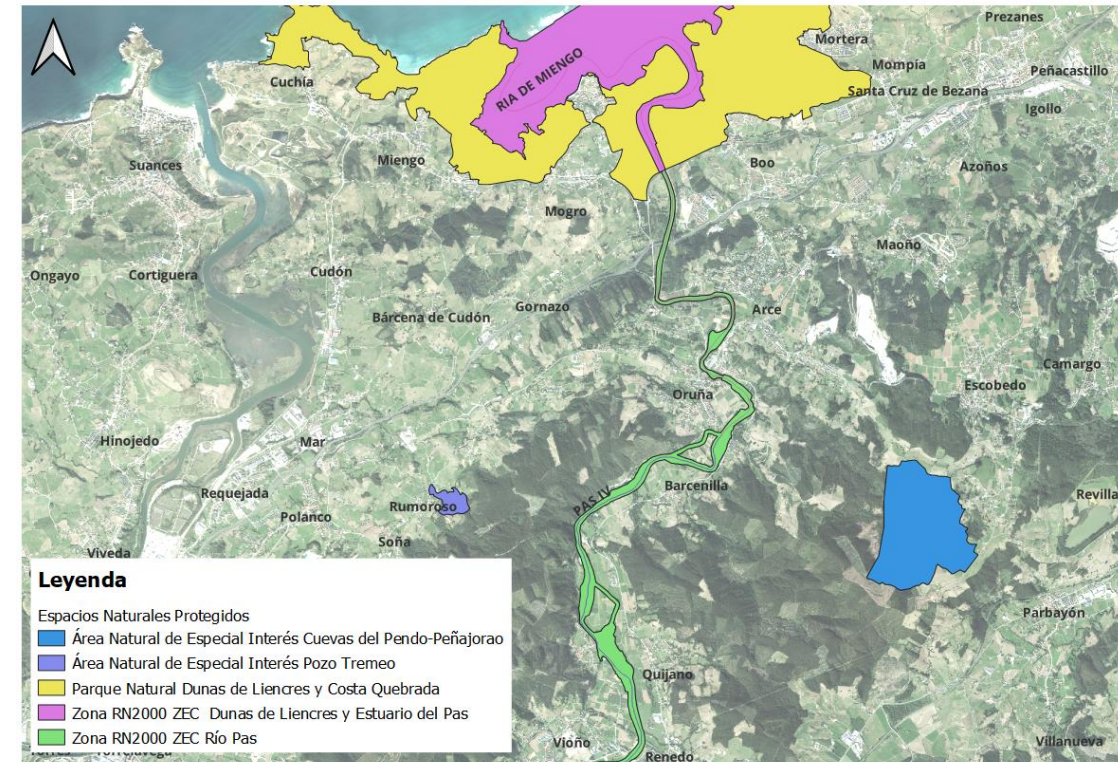 Prezanes
Mortera
Mompía
Peñacastillo
Cuchía
RIA DE MIENGO
Santa Cruz de Bezana
Igollo
Suances
Miengo
Boo
Azoños
Mogro
Maoño
Ongayo
Cortiguera
Cudón
Gornazo
Arce
Bárcena de Cudón
Camargo
Escobedo
Oruña
Hinojedo
Mar
Requejada
Barcenilla
Revilla
Rumoroso
PAS IV
Polanco
Soña
Viveda
Parbayón
Quijano
Vioño
Renedo
Villanueva
Leyenda
Espacios Naturales Protegidos
Área Natural de Especial Interés Cuevas del Pendo-Peñajorao
Área Natural de Especial Interés Pozo Tremeo
Parque Natural Dunas de Liencres y Costa Quebrada
Zona RN2000 ZEC Dunas de Liencres y Estuario del Pas
Zona RN2000 ZEC Río Pas